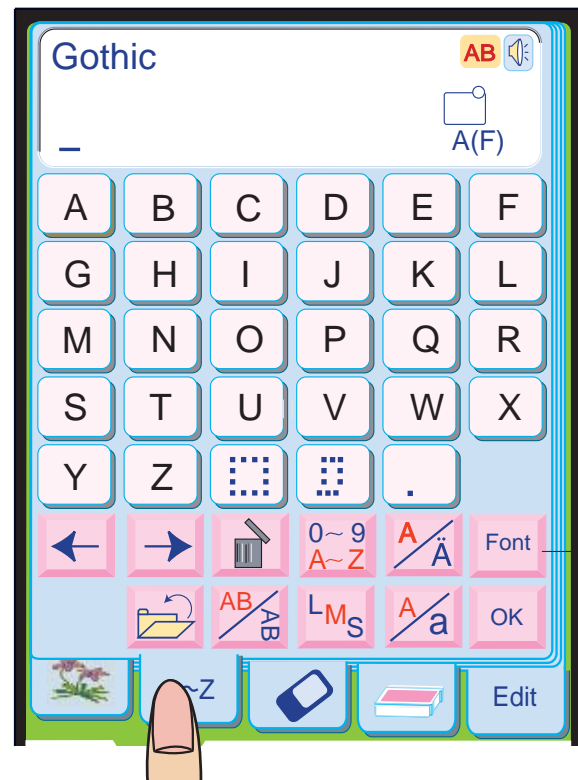 Gothic AB
A(F)
_
A B C D E F
G H I J K L
M N O P Q R
S T U V W X
Y Z .
0~9 A/Ä Font
A~Z
AB/AB LMS A/a OK
~Z Edit